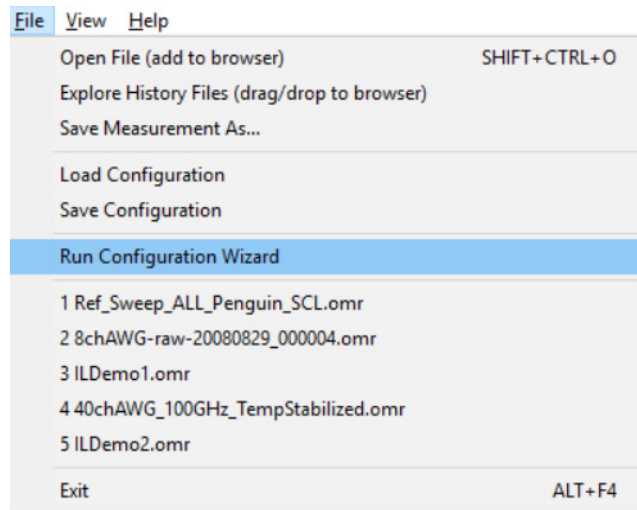 File View Help
Open File (add to browser) SHIFT+CTRL+O
Explore History Files (drag/drop to browser)
Save Measurement As...
Load Configuration
Save Configuration
Run Configuration Wizard
1 Ref_Sweep_ALL_Penguin_SCL.omr
2 8chAWG-raw-20080829_000004.omr
3 ILDemo1.omr
4 40chAWG_100GHz_TempStabilized.omr
5 ILDemo2.omr
Exit ALT+F4